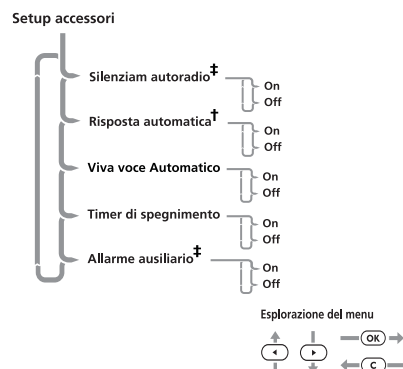 Setup accessori
Silenziam autoradio‡
On
Off
Risposta automatica†
On
Off
Viva voce Automatico
On
Off
Timer di spegnimento
On
Off
Allarme ausiliario‡
On
Off
Esplorazione del menu
OK
C